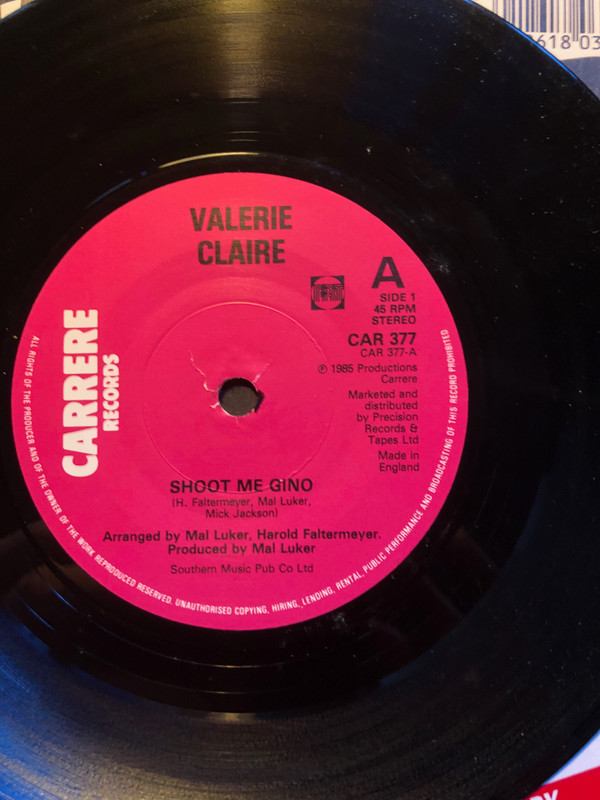 618 03
VALERIE
CLAIRE
A
SIDE 1
45 RPM
STEREO
CAR 377
CAR 377-A
℗ 1985 Productions
Carrere
Marketed and
distributed
by Precision
Records &
Tapes Ltd
Made in
England
CARRERE
RECORDS
SHOOT ME GINO
(H. Faltermeyer, Mal Luker,
Mick Jackson)
Arranged by Mal Luker, Harold Faltermeyer.
Produced by Mal Luker
Southern Music Pub Co Ltd
ALL RIGHTS OF THE PRODUCER AND OF THE OWNER OF THE WORK REPRODUCED RESERVED. UNAUTHORISED COPYING, HIRING, LENDING, RENTAL, PUBLIC PERFORMANCE AND BROADCASTING OF THIS RECORD PROHIBITED